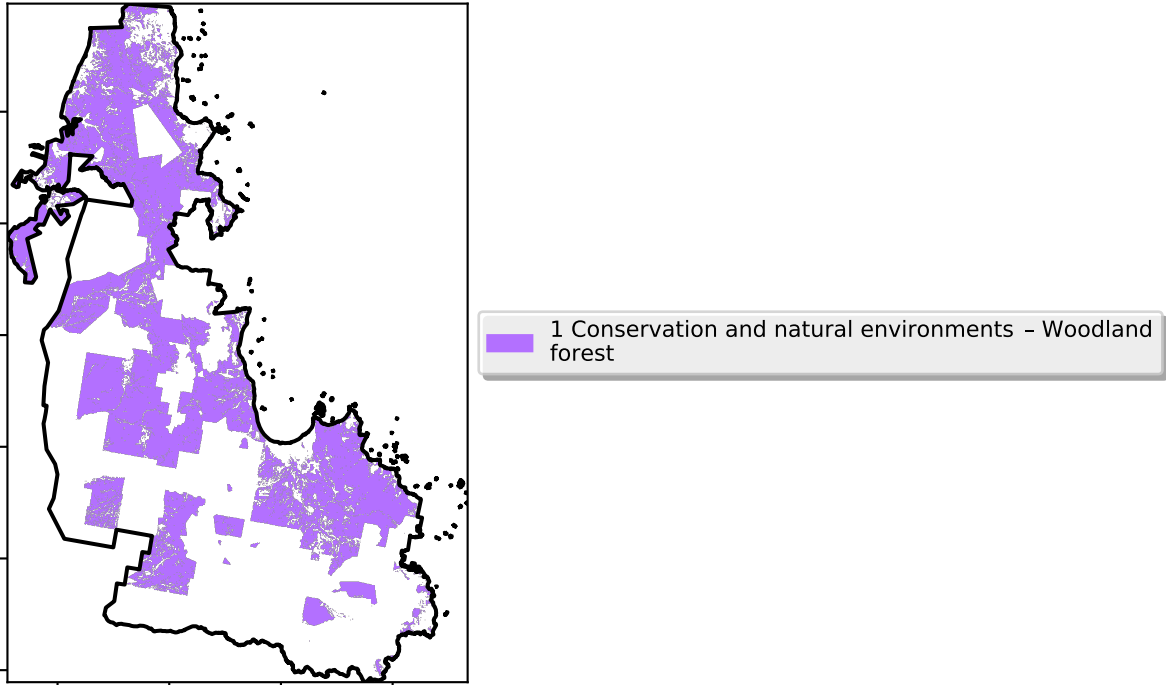 1 Conservation and natural environments – Woodland
forest